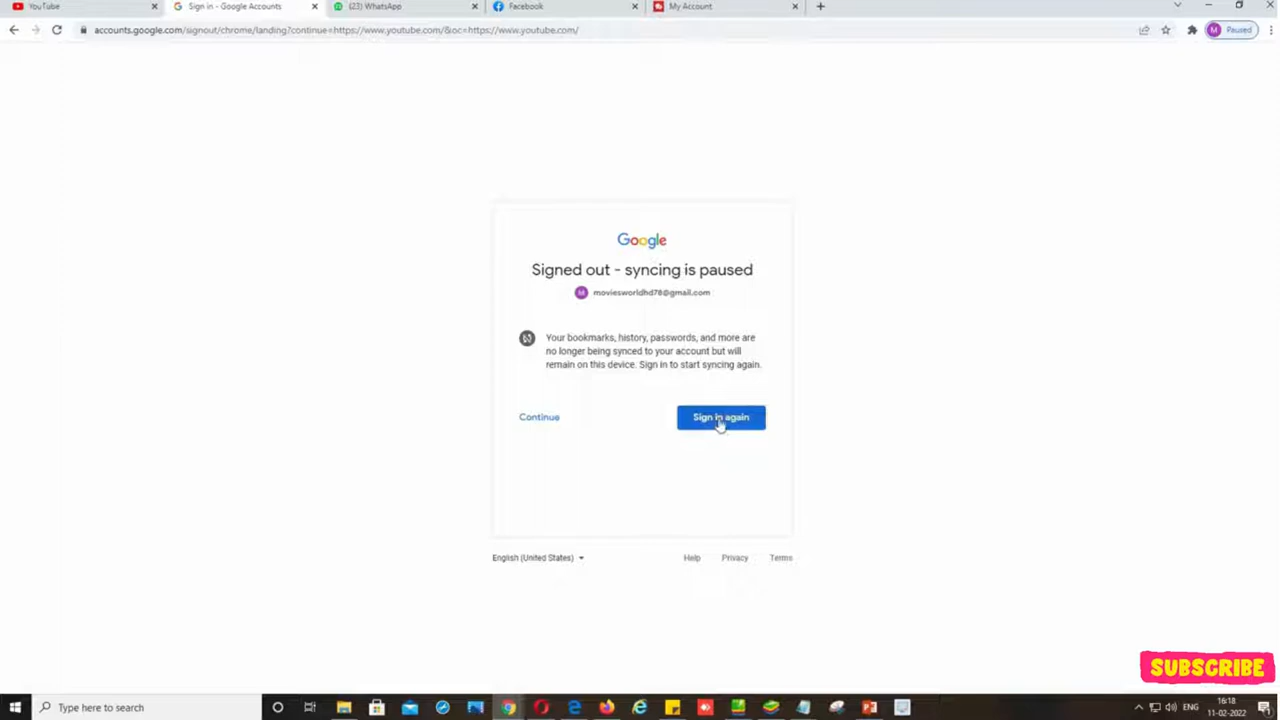 YouTube
Sign in - Google Accounts
(23) WhatsApp
Facebook
My Account
accounts.google.com/signout/chrome/landing?continue=https://www.youtube.com/&oc=https://www.youtube.com/
M Paused
Google
Signed out - syncing is paused
M moviesworldhd78@gmail.com
Your bookmarks, history, passwords, and more are
no longer being synced to your account but will
remain on this device. Sign in to start syncing again.
Continue
Sign in again
English (United States)
Help
Privacy
Terms
SUBSCRIBE
Type here to search
ENG
16:18
11-02-2022